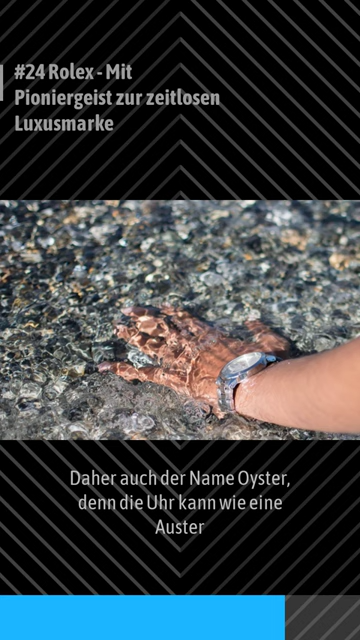 #24 Rolex - Mit
Pioniergeist zur zeitlosen
Luxusmarke
Daher auch der Name Oyster,
denn die Uhr kann wie eine
Auster